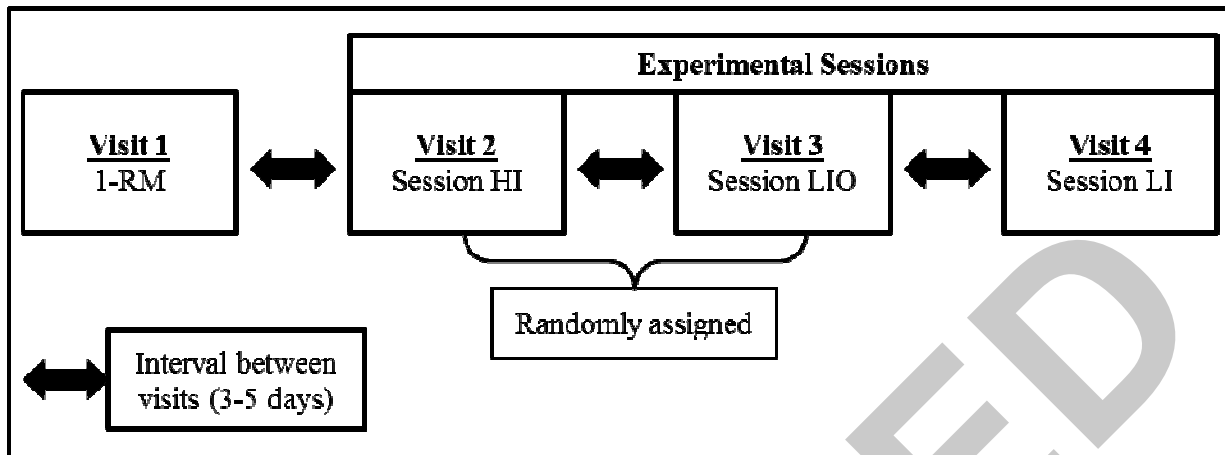 Experimental Sessions
Visit 1
1-RM
Visit 2
Session HI
Visit 3
Session LIO
Visit 4
Session LI
Randomly assigned
Interval between
visits (3-5 days)
ED